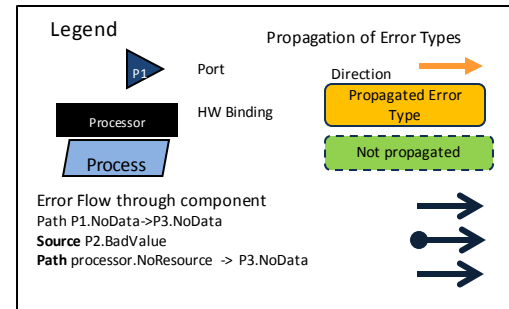 Legend
Propagation of Error Types
P1
Port
Direction
Processor
HW Binding
Propagated Error
Type
Process
Not propagated
Error Flow through component
Path P1.NoData->P3.NoData
Source P2.BadValue
Path processor.NoResource -> P3.NoData